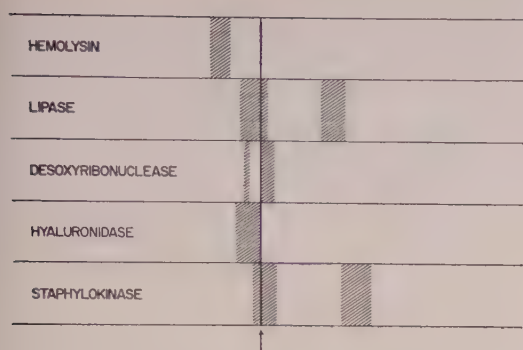 HEMOLYSIN
LIPASE
DESOXYRIBONUCLEASE
HYALURONIDASE
STAPHYLOKINASE